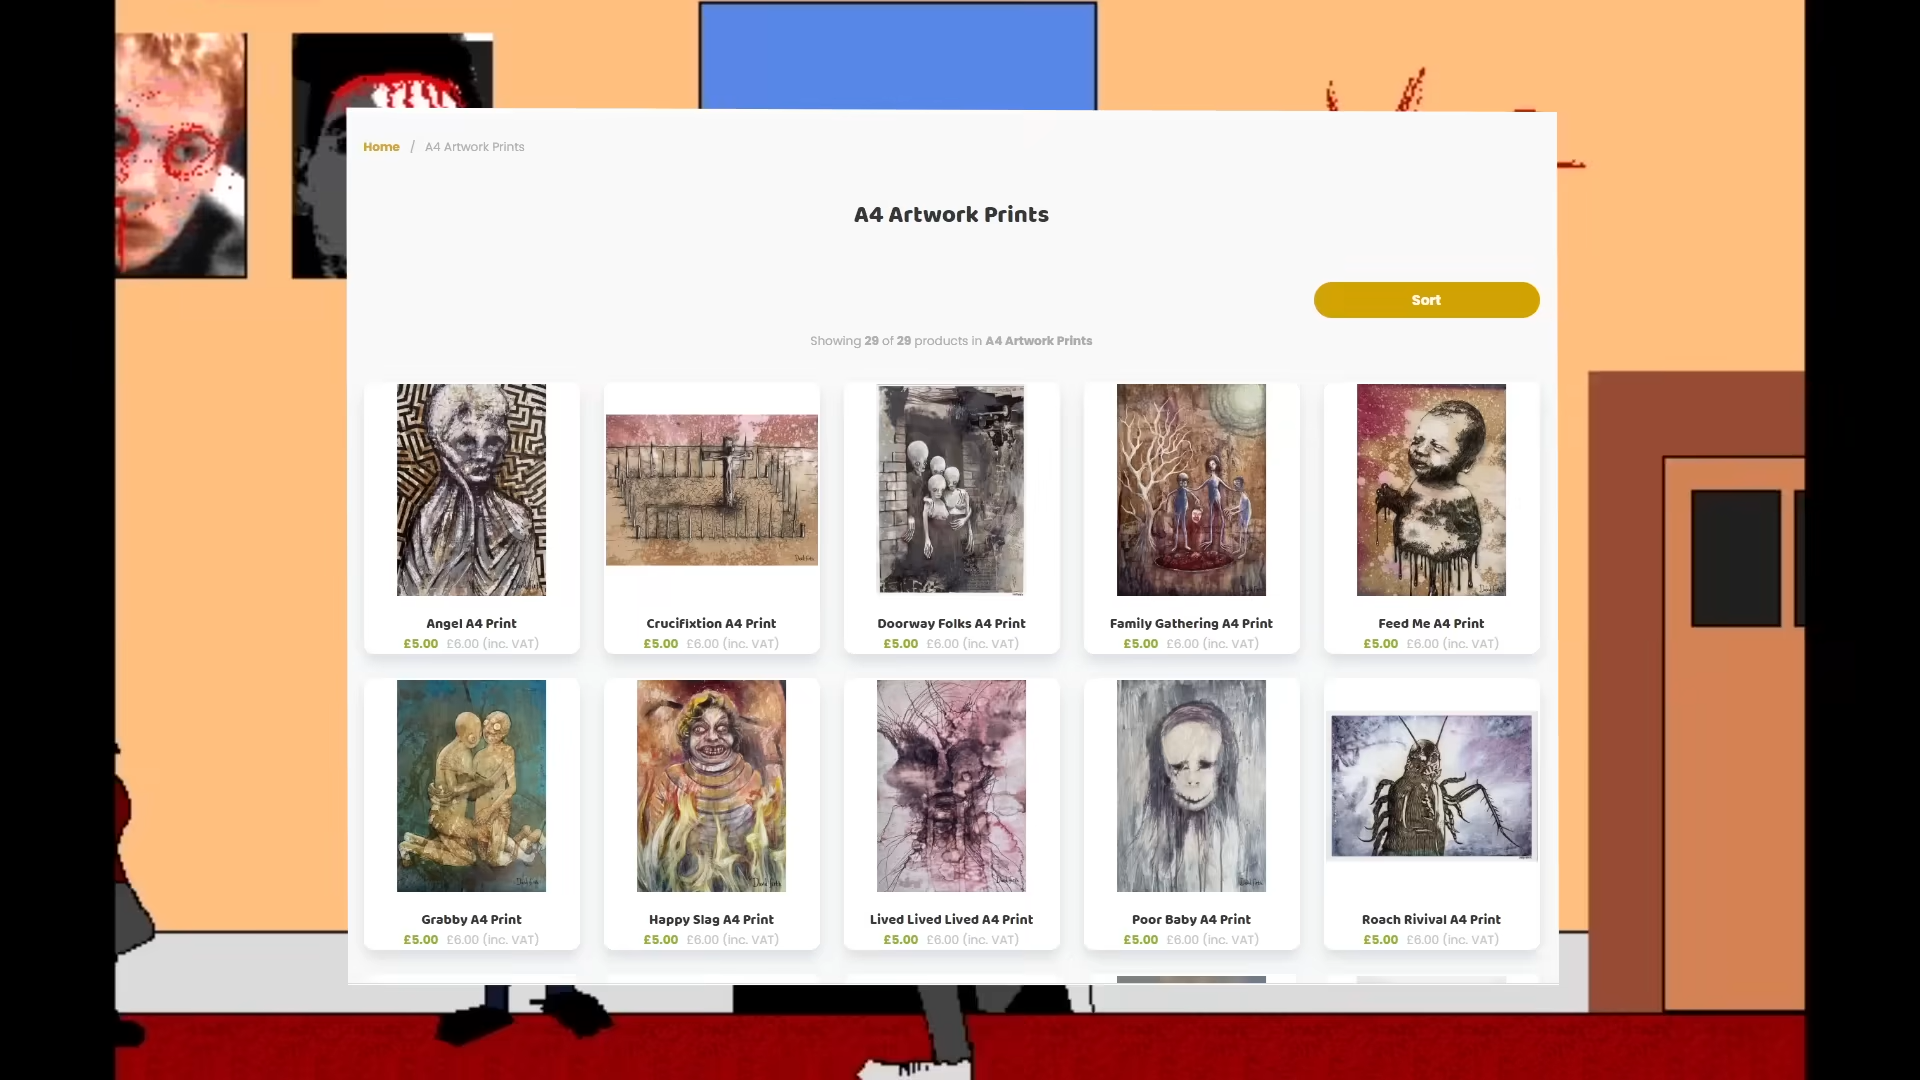 Home / A4 Artwork Prints
A4 Artwork Prints
Sort
Showing 29 of 29 products in A4 Artwork Prints
Angel A4 Print
£5.00 £6.00 (inc. VAT)
Crucifixtion A4 Print
£5.00 £6.00 (inc. VAT)
Doorway Folks A4 Print
£5.00 £6.00 (inc. VAT)
Family Gathering A4 Print
£5.00 £6.00 (inc. VAT)
Feed Me A4 Print
£5.00 £6.00 (inc. VAT)
Grabby A4 Print
£5.00 £6.00 (inc. VAT)
Happy Slag A4 Print
£5.00 £6.00 (inc. VAT)
Lived Lived Lived A4 Print
£5.00 £6.00 (inc. VAT)
Poor Baby A4 Print
£5.00 £6.00 (inc. VAT)
Roach Rivival A4 Print
£5.00 £6.00 (inc. VAT)